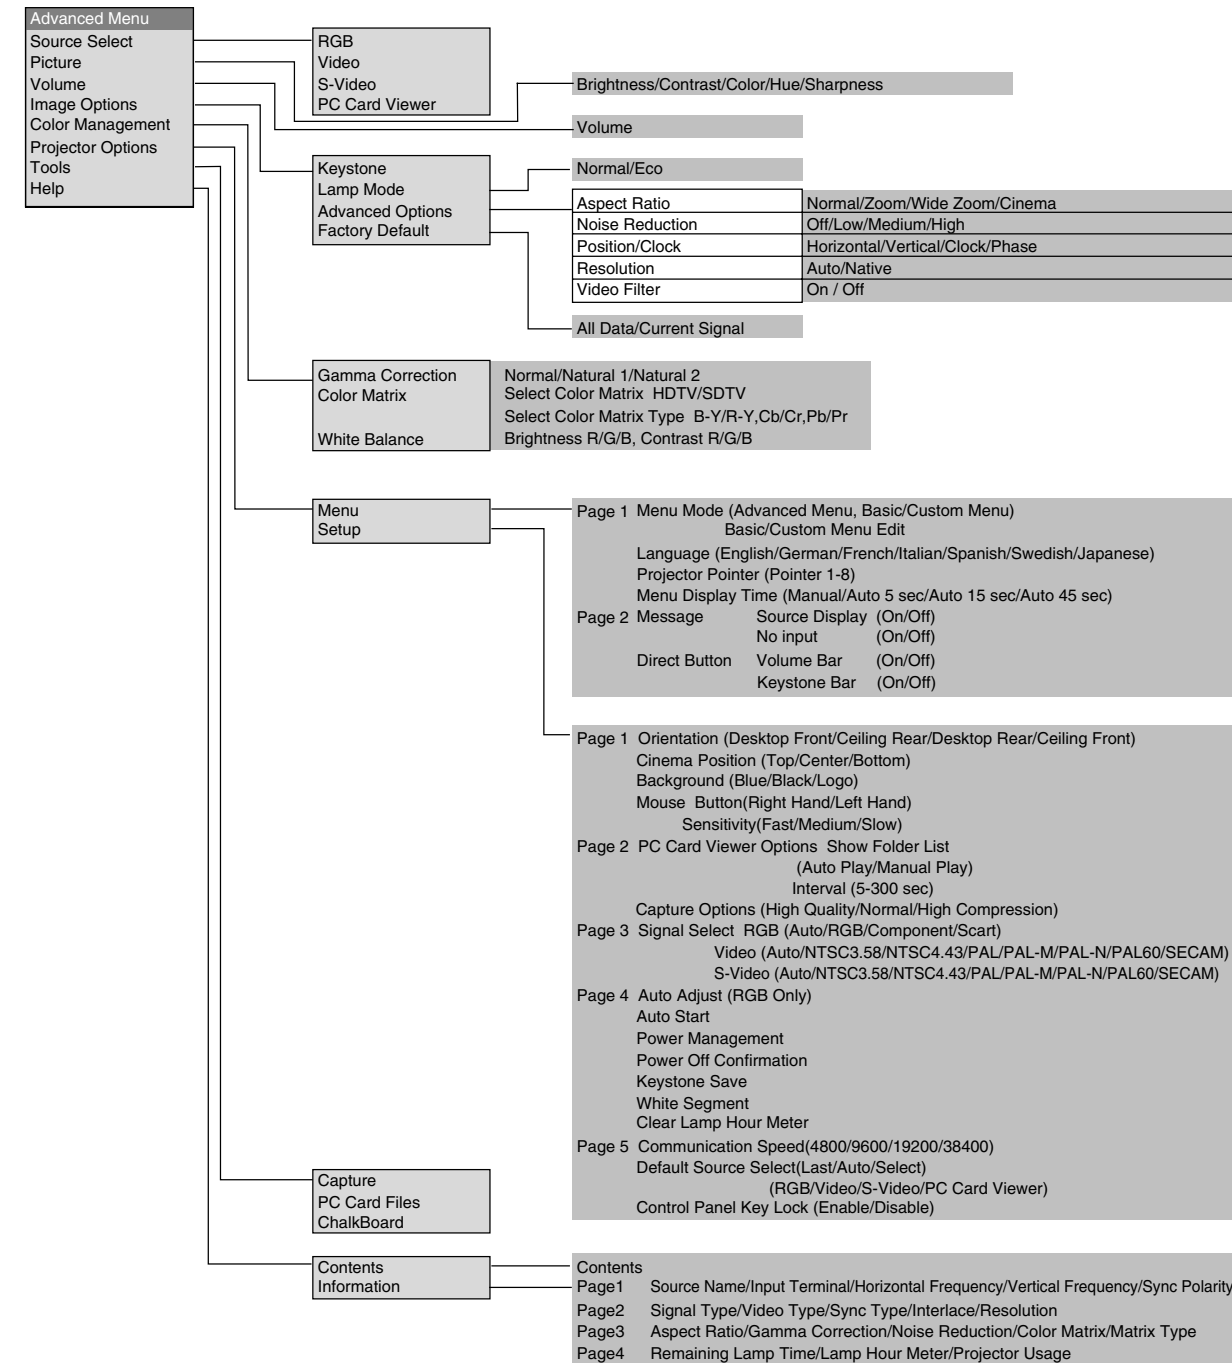 Advanced Menu
Source Select
Picture
Volume
Image Options
Color Management
Projector Options
Tools
Help
RGB
Video
S-Video
PC Card Viewer
Brightness/Contrast/Color/Hue/Sharpness
Volume
Keystone
Lamp Mode
Advanced Options
Factory Default
Normal/Eco
Aspect Ratio Normal/Zoom/Wide Zoom/Cinema
Noise Reduction Off/Low/Medium/High
Position/Clock Horizontal/Vertical/Clock/Phase
Resolution Auto/Native
Video Filter On / Off
All Data/Current Signal
Gamma Correction Normal/Natural 1/Natural 2
Color Matrix Select Color Matrix HDTV/SDTV
Select Color Matrix Type B-Y/R-Y,Cb/Cr,Pb/Pr
White Balance Brightness R/G/B, Contrast R/G/B
Menu
Setup
Page 1 Menu Mode (Advanced Menu, Basic/Custom Menu)
Basic/Custom Menu Edit
Language (English/German/French/Italian/Spanish/Swedish/Japanese)
Projector Pointer (Pointer 1-8)
Menu Display Time (Manual/Auto 5 sec/Auto 15 sec/Auto 45 sec)
Page 2 Message Source Display (On/Off)
No input (On/Off)
Direct Button Volume Bar (On/Off)
Keystone Bar (On/Off)
Page 1 Orientation (Desktop Front/Ceiling Rear/Desktop Rear/Ceiling Front)
Cinema Position (Top/Center/Bottom)
Background (Blue/Black/Logo)
Mouse Button(Right Hand/Left Hand)
Sensitivity(Fast/Medium/Slow)
Page 2 PC Card Viewer Options Show Folder List
(Auto Play/Manual Play)
Interval (5-300 sec)
Capture Options (High Quality/Normal/High Compression)
Page 3 Signal Select RGB (Auto/RGB/Component/Scart)
Video (Auto/NTSC3.58/NTSC4.43/PAL/PAL-M/PAL-N/PAL60/SECAM)
S-Video (Auto/NTSC3.58/NTSC4.43/PAL/PAL-M/PAL-N/PAL60/SECAM)
Page 4 Auto Adjust (RGB Only)
Auto Start
Power Management
Power Off Confirmation
Keystone Save
White Segment
Clear Lamp Hour Meter
Page 5 Communication Speed(4800/9600/19200/38400)
Default Source Select(Last/Auto/Select)
(RGB/Video/S-Video/PC Card Viewer)
Control Panel Key Lock (Enable/Disable)
Capture
PC Card Files
ChalkBoard
Contents
Information
Contents
Page1 Source Name/Input Terminal/Horizontal Frequency/Vertical Frequency/Sync Polarity
Page2 Signal Type/Video Type/Sync Type/Interlace/Resolution
Page3 Aspect Ratio/Gamma Correction/Noise Reduction/Color Matrix/Matrix Type
Page4 Remaining Lamp Time/Lamp Hour Meter/Projector Usage